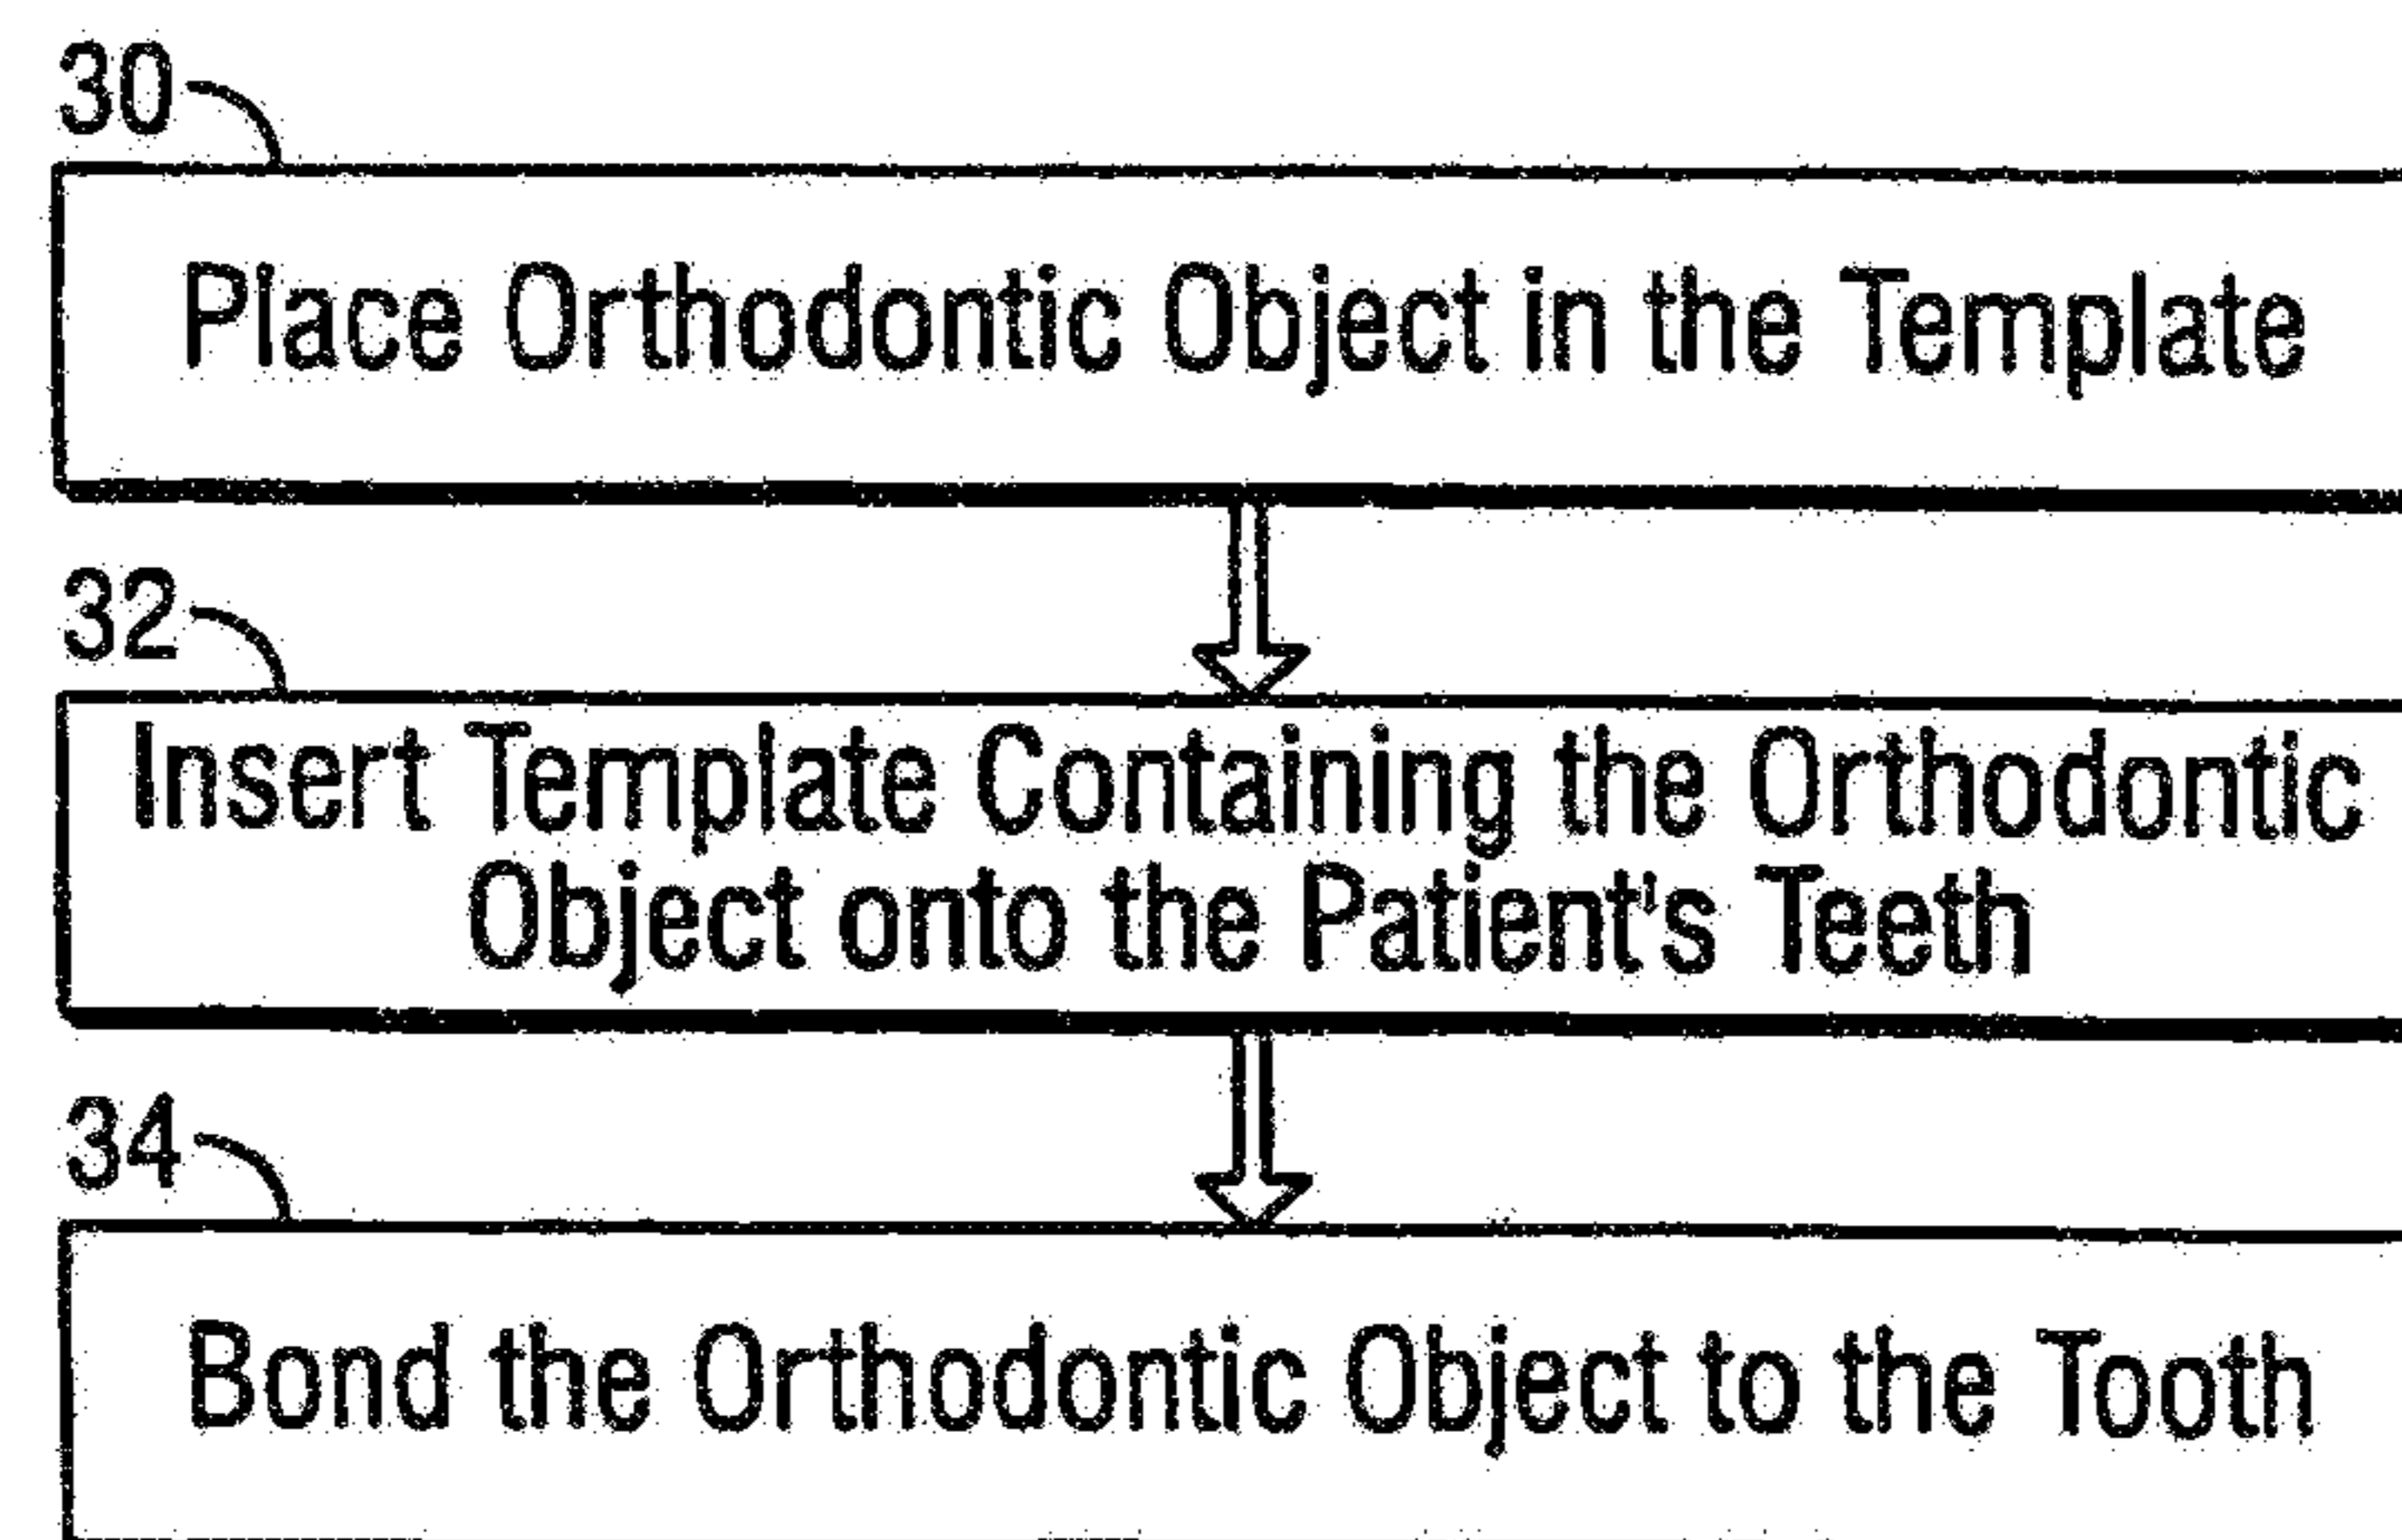 30
Place Orthodontic Object in the Template
32
Insert Template Containing the Orthodontic
Object onto the Patient's Teeth
34
Bond the Orthodontic Object to the Tooth